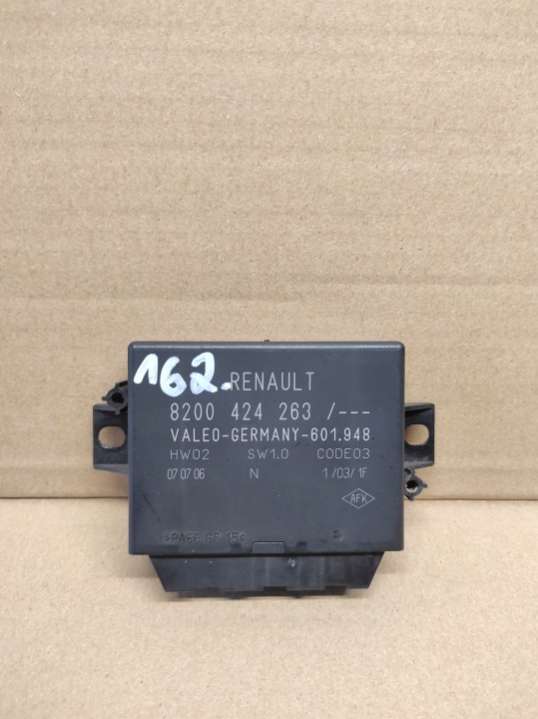 162. RENAULT
8200 424 263 /---
VALEO-GERMANY-601.948
HW02 SW1.0 CODE03
07 07 06 N 1/03/1F
AFK